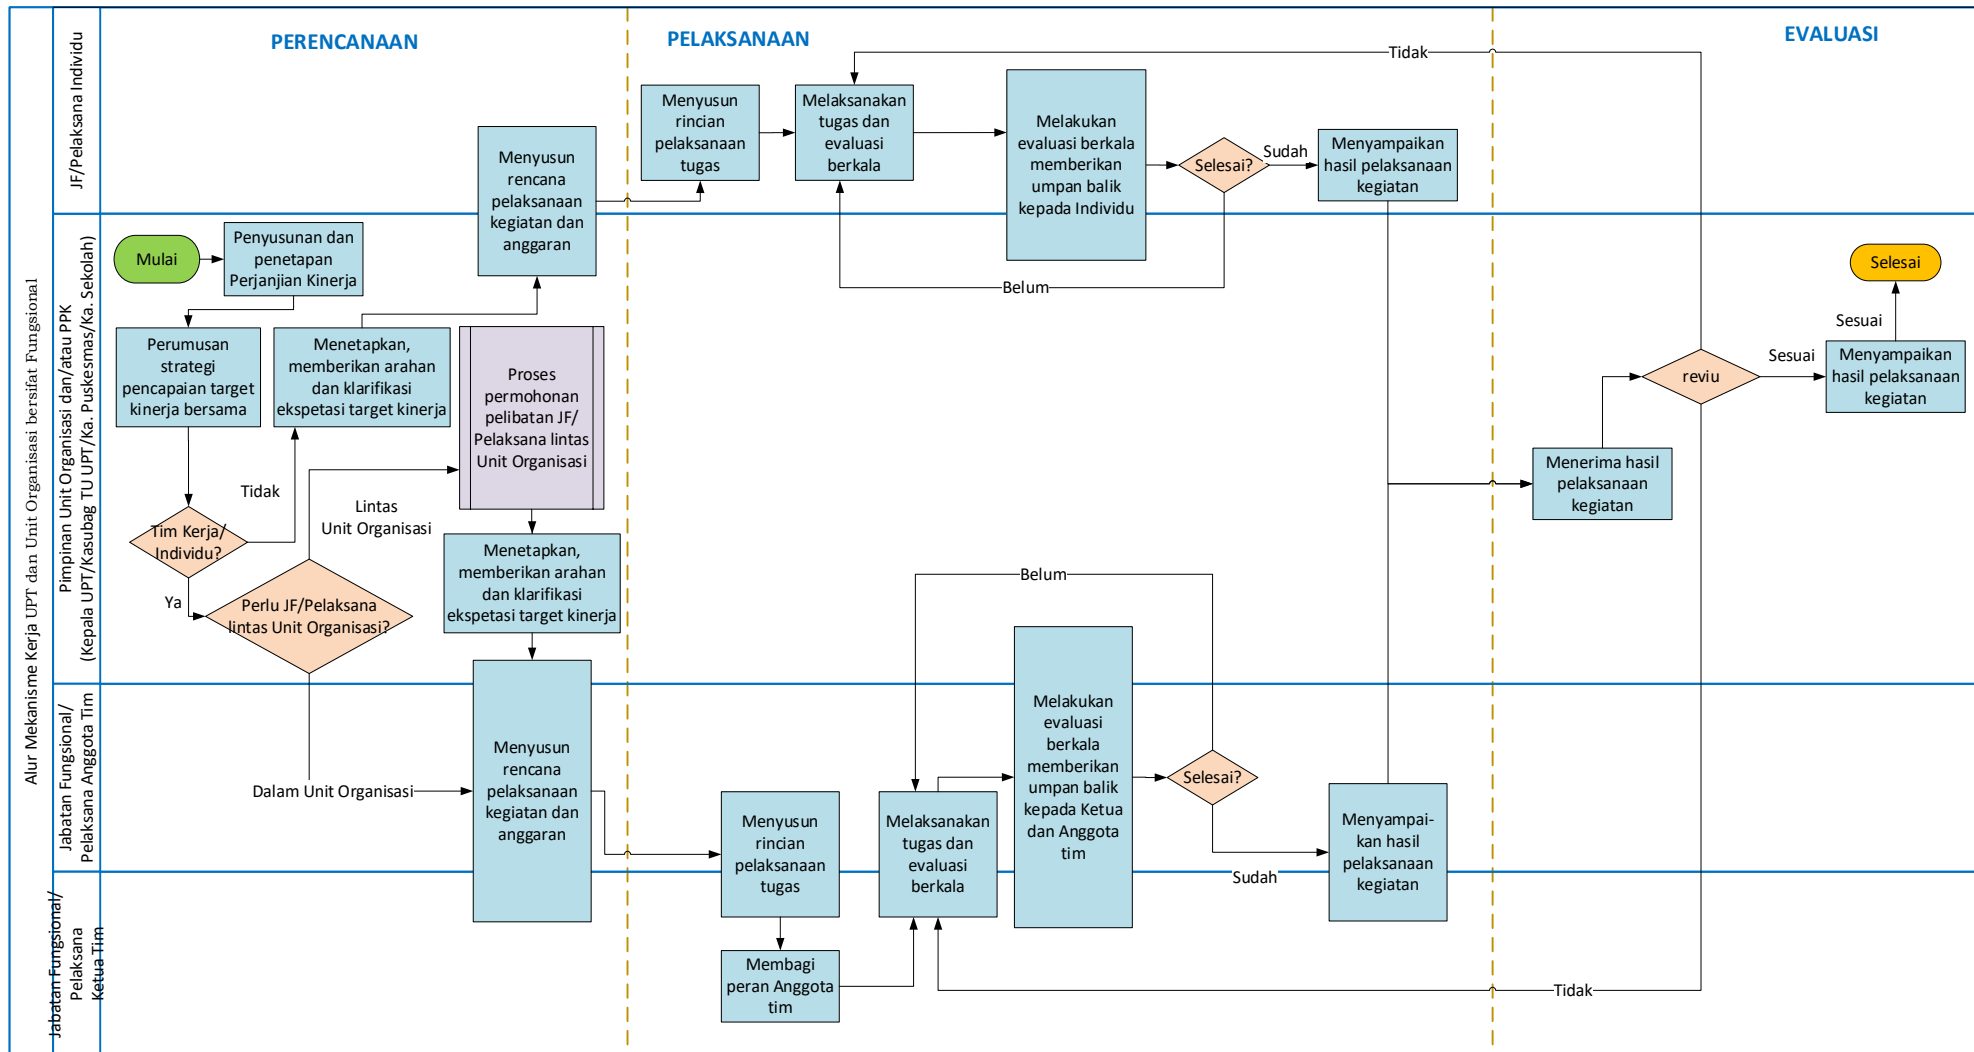 Alur Mekanisme Kerja UPT dan Unit Organisasi bersifat Fungsional
PERENCANAAN
PELAKSANAAN
EVALUASI
JF/Pelaksana Individu
Menyusun
rencana
pelaksanaan
kegiatan dan
anggaran
Menyusun
rincian
pelaksanaan
tugas
Melaksanakan
tugas dan
evaluasi
berkala
Melakukan
evaluasi berkala
memberikan
umpan balik
kepada Individu
Selesai?
Sudah
Menyampaikan
hasil pelaksanaan
kegiatan
Tidak
Belum
Pimpinan Unit Organisasi dan/atau PPK
(Kepala UPT/Kasubag TU UPT/Ka. Puskesmas/Ka. Sekolah)
Mulai
Penyusunan dan
penetapan
Perjanjian Kinerja
Perumusan
strategi
pencapaian target
kinerja bersama
Menetapkan,
memberikan arahan
dan klarifikasi
ekspetasi target kinerja
Proses
permohonan
pelibatan JF/
Pelaksana lintas
Unit Organisasi
Tidak
Lintas
Unit Organisasi
Tim Kerja/
Individu?
Ya
Perlu JF/Pelaksana
lintas Unit Organisasi?
Menetapkan,
memberikan arahan
dan klarifikasi
ekspetasi target kinerja
Belum
Menerima hasil
pelaksanaan
kegiatan
reviu
Sesuai
Menyampaikan
hasil pelaksanaan
kegiatan
Sesuai
Selesai
Jabatan Fungsional/
Pelaksana Anggota Tim
Dalam Unit Organisasi
Menyusun
rencana
pelaksanaan
kegiatan dan
anggaran
Menyusun
rincian
pelaksanaan
tugas
Melaksanakan
tugas dan
evaluasi
berkala
Melakukan
evaluasi
berkala
memberikan
umpan balik
kepada Ketua
dan Anggota
tim
Selesai?
Sudah
Menyampai-
kan hasil
pelaksanaan
kegiatan
Jabatan Fungsional/
Pelaksana
Ketua Tim
Membagi
peran Anggota
tim
Tidak